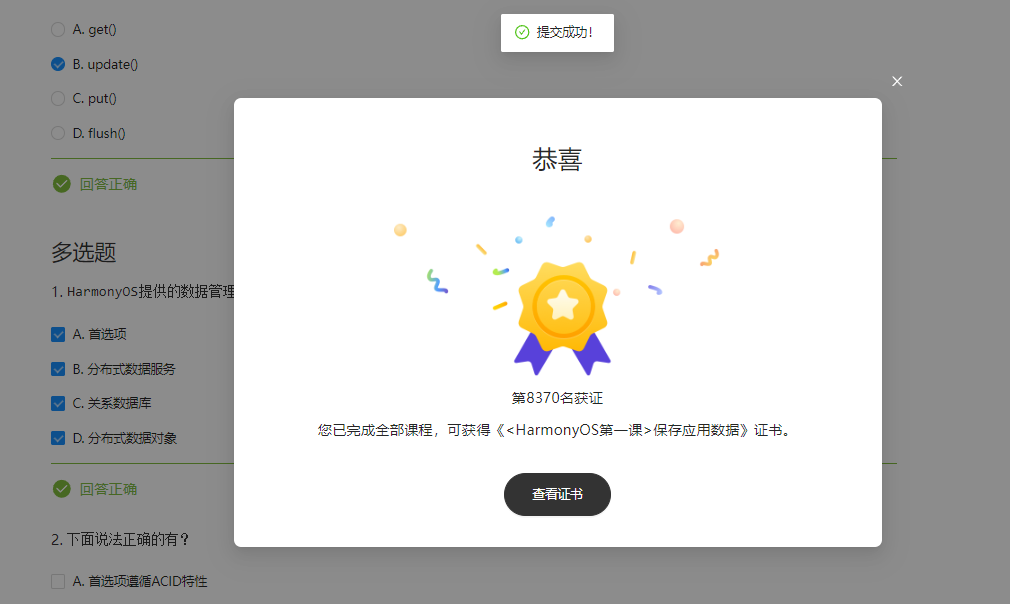 A. get()
提交成功!
B. update()
C. put()
D. flush()
回答正确
恭喜
多选题
1. HarmonyOS提供的数据管理
A. 首选项
B. 分布式数据服务
C. 关系数据库
D. 分布式数据对象
第8370名获证
您已完成全部课程，可获得《<HarmonyOS第一课>保存应用数据》证书。
查看证书
回答正确
2. 下面说法正确的有？
A. 首选项遵循ACID特性